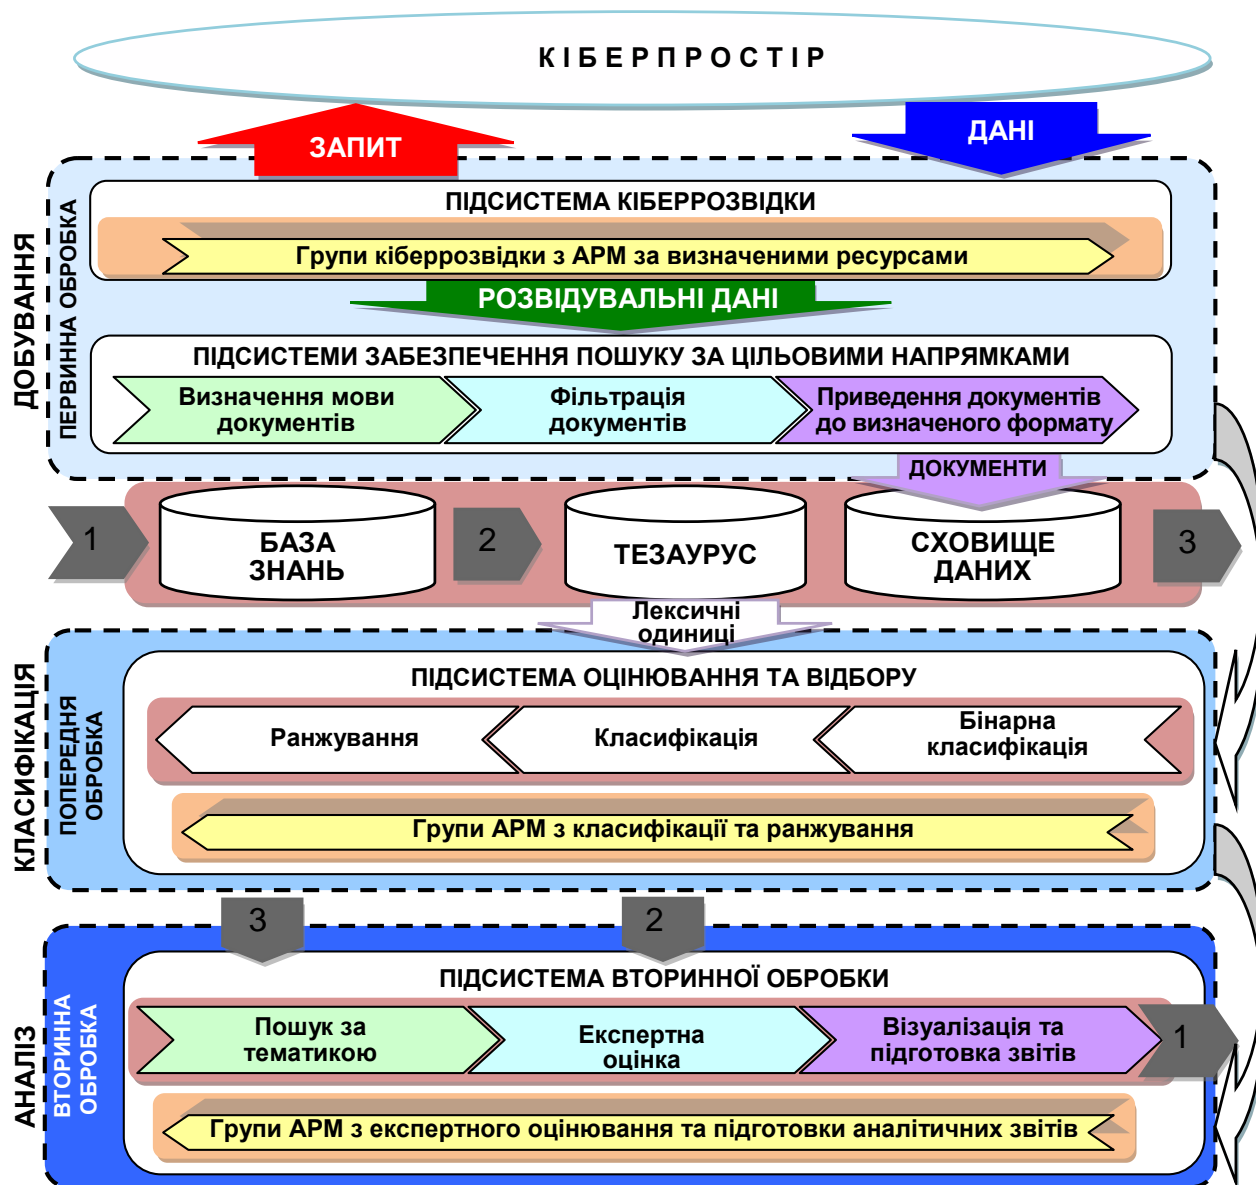 КІБЕРПРОСТІР
ЗАПИТ
ДАНІ
ДОБУВАННЯ
ПЕРВИННА ОБРОБКА
ПІДСИСТЕМА КІБЕРРОЗВІДКИ
Групи кіберрозвідки з АРМ за визначеними ресурсами
РОЗВІДУВАЛЬНІ ДАНІ
ПІДСИСТЕМИ ЗАБЕЗПЕЧЕННЯ ПОШУКУ ЗА ЦІЛЬОВИМИ НАПРЯМКАМИ
Визначення мови
документів
Фільтрація
документів
Приведення документів
до визначеного формату
ДОКУМЕНТИ
1
БАЗА
ЗНАНЬ
2
ТЕЗАУРУС
СХОВИЩЕ
ДАНИХ
3
Лексичні
одиниці
КЛАСИФІКАЦІЯ
ПОПЕРЕДНЯ
ОБРОБКА
ПІДСИСТЕМА ОЦІНЮВАННЯ ТА ВІДБОРУ
Ранжування
Класифікація
Бінарна
класифікація
Групи АРМ з класифікації та ранжування
3
2
АНАЛІЗ
ВТОРИННА
ОБРОБКА
ПІДСИСТЕМА ВТОРИННОЇ ОБРОБКИ
Пошук за
тематикою
Експертна
оцінка
Візуалізація та
підготовка звітів
1
Групи АРМ з експертного оцінювання та підготовки аналітичних звітів